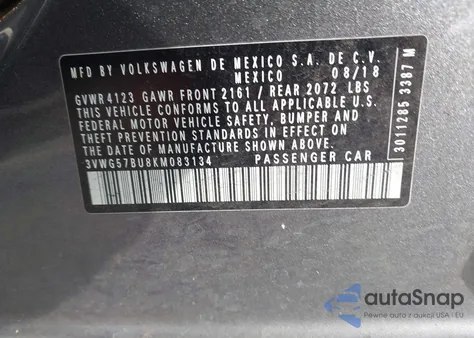 MFD BY VOLKSWAGEN DE MEXICO S.A. DE C.V.
MEXICO 08/18
GVWR 4123 GAWR FRONT 2161 / REAR 2072 LBS
THIS VEHICLE CONFORMS TO ALL APPLICABLE
FEDERAL MOTOR VEHICLE SAFETY, BUMPER AND
THEFT PREVENTION STANDARDS IN EFFECT ON THE
DATE OF MANUFACTURE SHOWN ABOVE.
3VWG57BU8KM083134 PASSENGER CAR
3011285 3387 M
autoSnap
Pewne auta z aukcji USA i EU